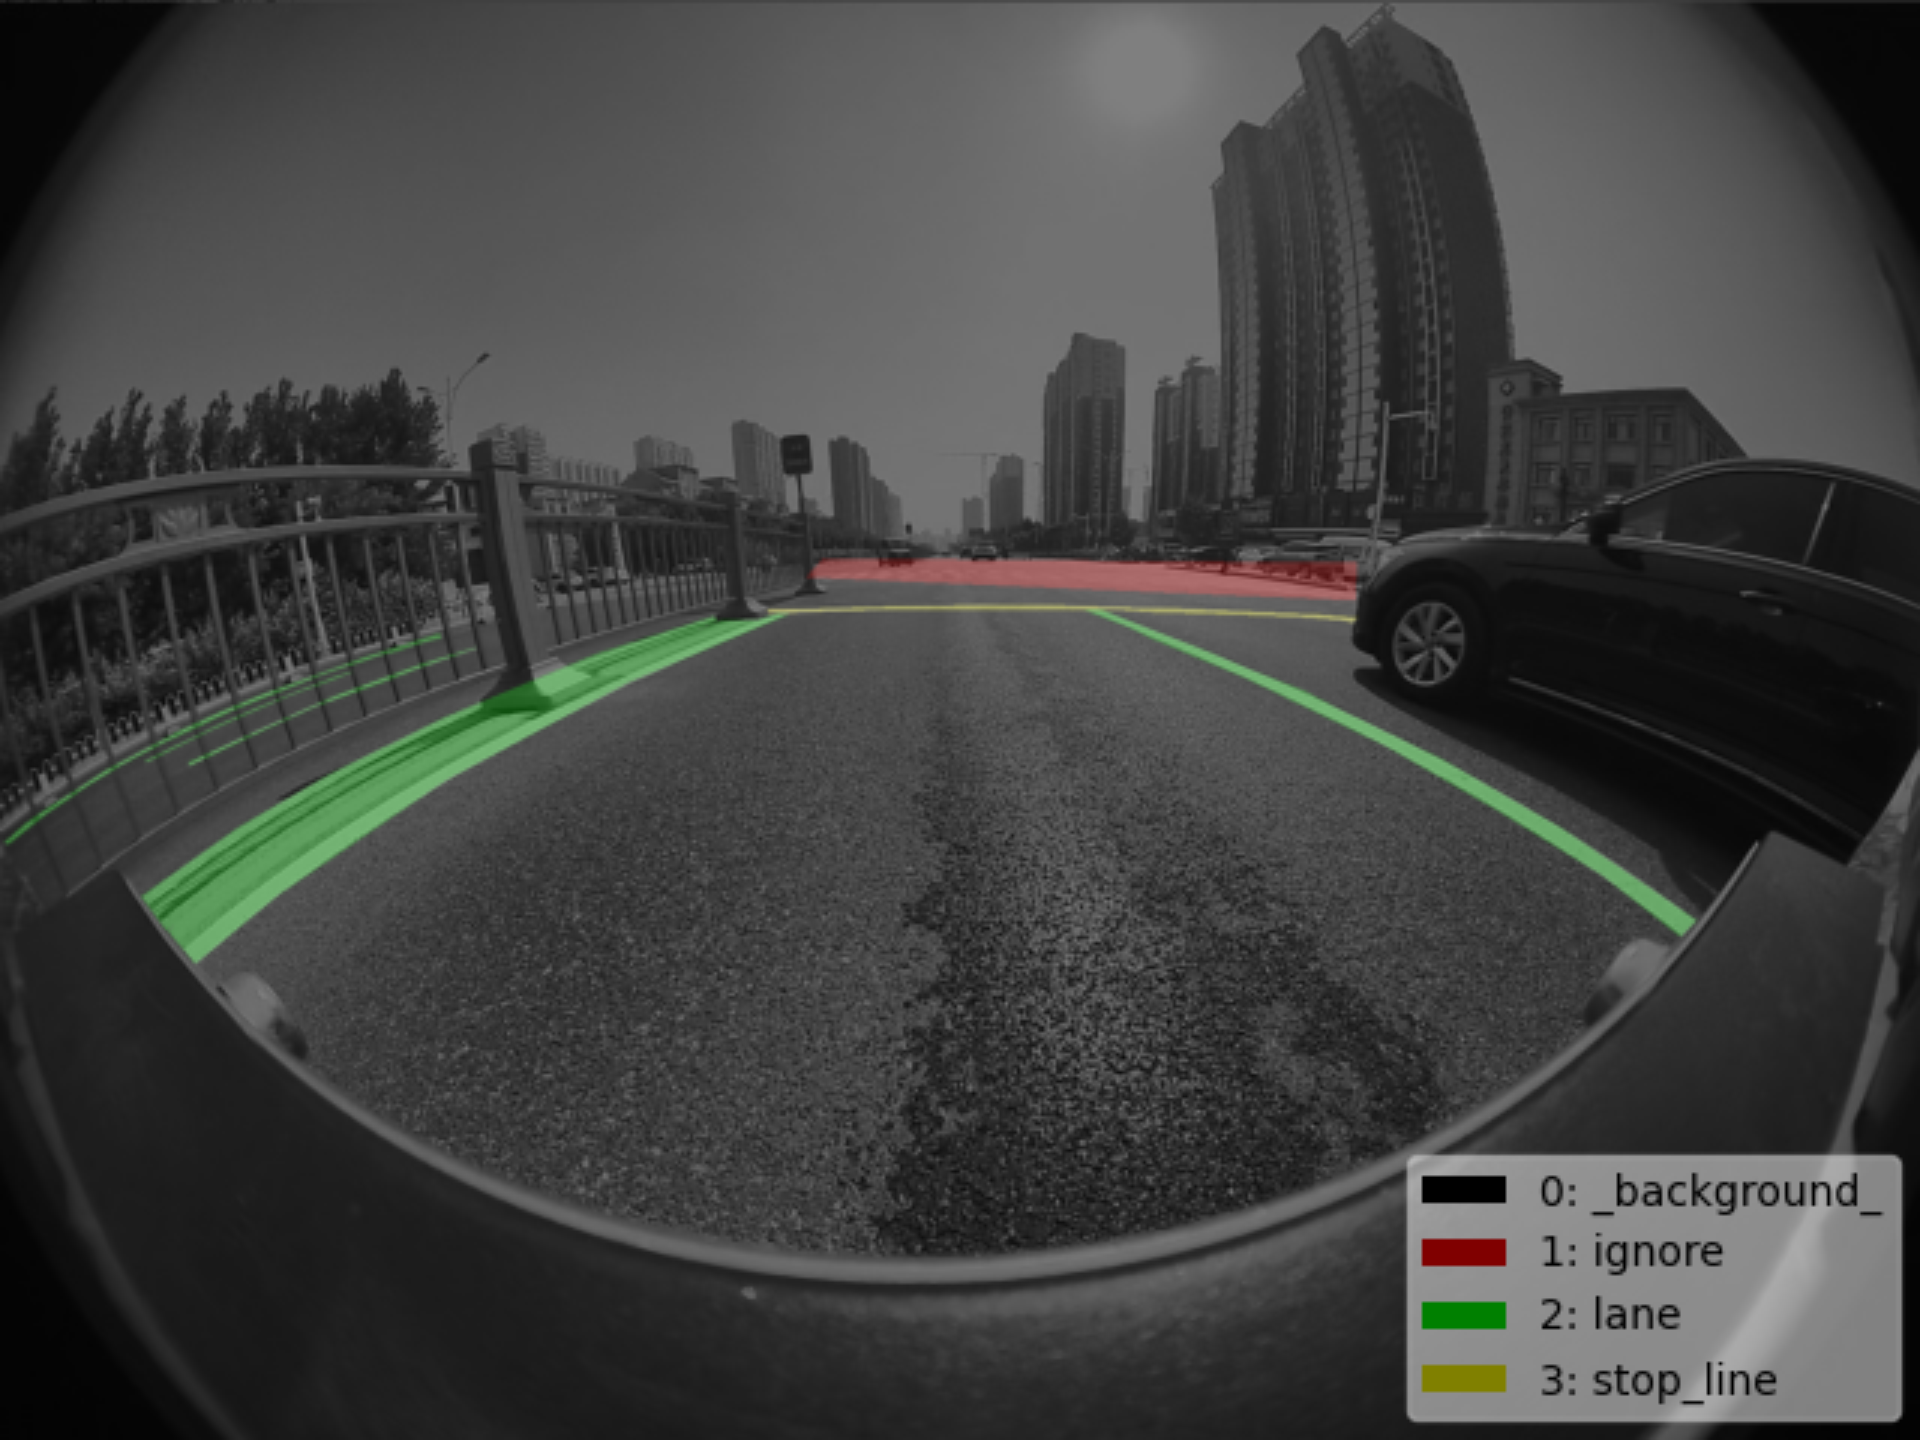 0: _background_
1: ignore
2: lane
3: stop_line